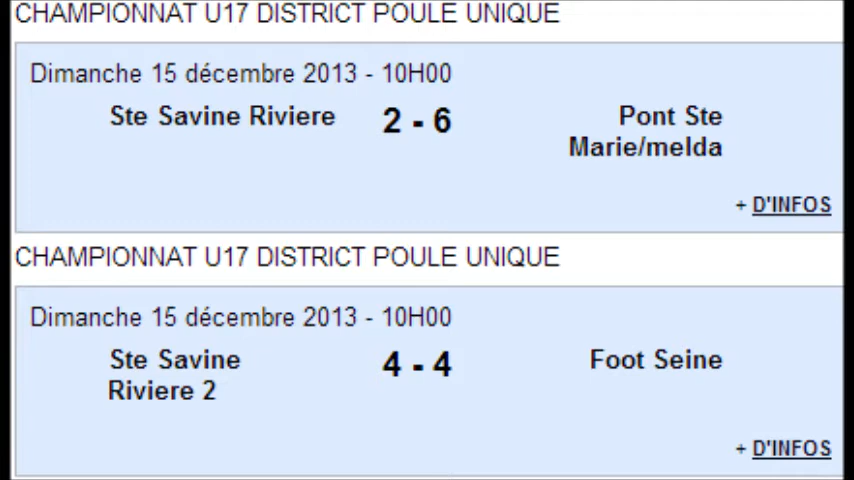 CHAMPIONNAT U17 DISTRICT POULE UNIQUE
Dimanche 15 décembre 2013 - 10H00
Ste Savine Riviere 2 - 6 Pont Ste
Marie/melda
+ D'INFOS
CHAMPIONNAT U17 DISTRICT POULE UNIQUE
Dimanche 15 décembre 2013 - 10H00
Ste Savine 4 - 4 Foot Seine
Riviere 2
+ D'INFOS